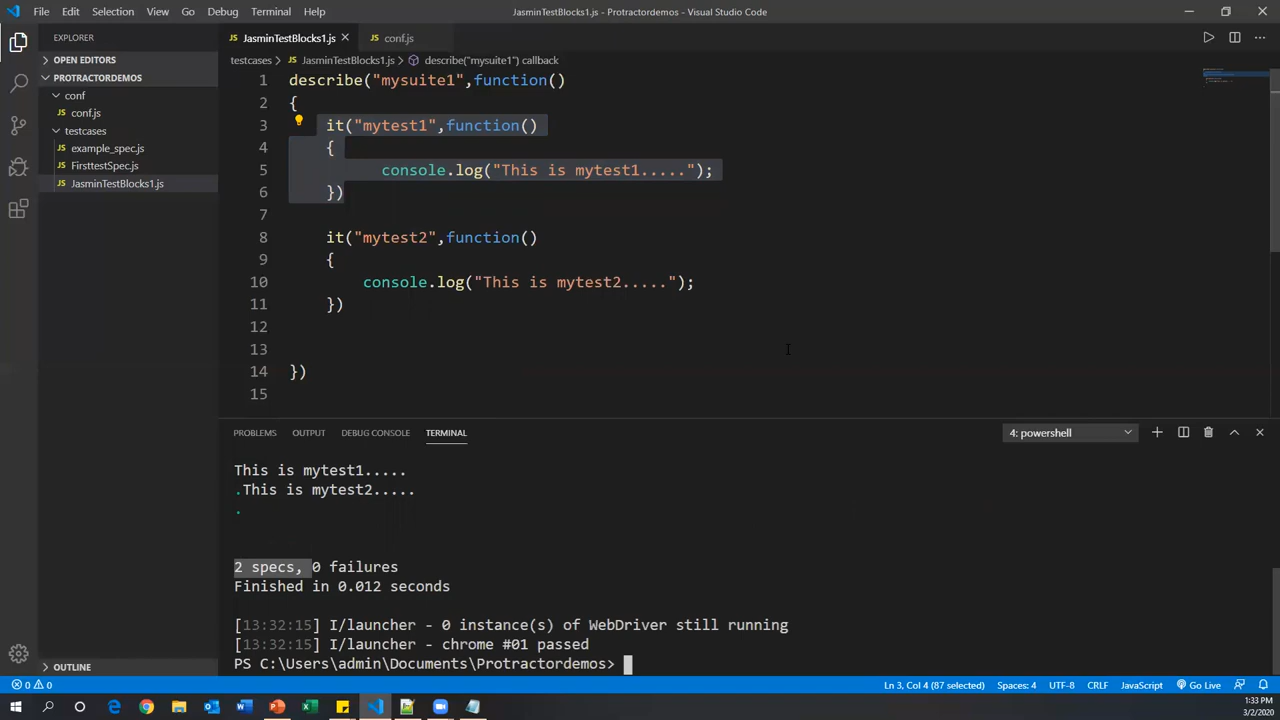 File Edit Selection View Go Debug Terminal Help
JasminTestBlocks1.js - Protractordemos - Visual Studio Code
EXPLORER
OPEN EDITORS
PROTRACTORDEMOS
conf
JS conf.js
testcases
JS example_spec.js
JS FirsttestSpec.js
JS JasminTestBlocks1.js
OUTLINE
JS JasminTestBlocks1.js
JS conf.js
testcases > JS JasminTestBlocks1.js > describe("mysuite1") callback
1 describe("mysuite1",function()
2 {
3 it("mytest1",function()
4 {
5 console.log("This is mytest1.....");
6 })
7
8 it("mytest2",function()
9 {
10 console.log("This is mytest2.....");
11 })
12
13
14 })
15
PROBLEMS OUTPUT DEBUG CONSOLE TERMINAL
4: powershell
This is mytest1.....
.This is mytest2.....
.
2 specs, 0 failures
Finished in 0.012 seconds
[13:32:15] I/launcher - 0 instance(s) of WebDriver still running
[13:32:15] I/launcher - chrome #01 passed
PS C:\Users\admin\Documents\Protractordemos>
0 0
Ln 3, Col 4 (87 selected) Spaces: 4 UTF-8 CRLF JavaScript Go Live
1:33 PM
3/2/2020